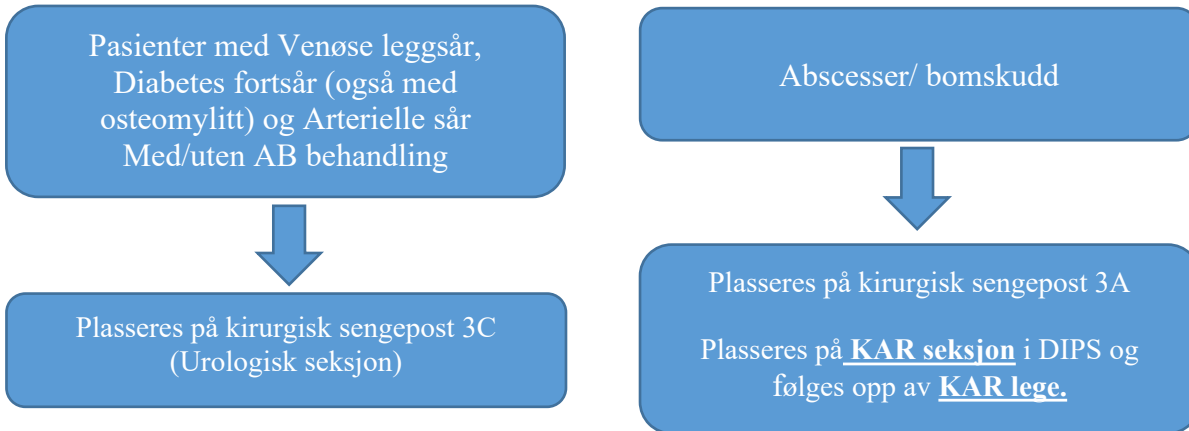 Pasienter med Venøse leggsår,
Diabetes fortsår (også med
osteomylitt) og Arterielle sår
Med/uten AB behandling
Plasseres på kirurgisk sengepost 3C
(Urologisk seksjon)
Abscesser/ bomskudd
Plasseres på kirurgisk sengepost 3A
Plasseres på KAR seksjon i DIPS og
følges opp av KAR lege.